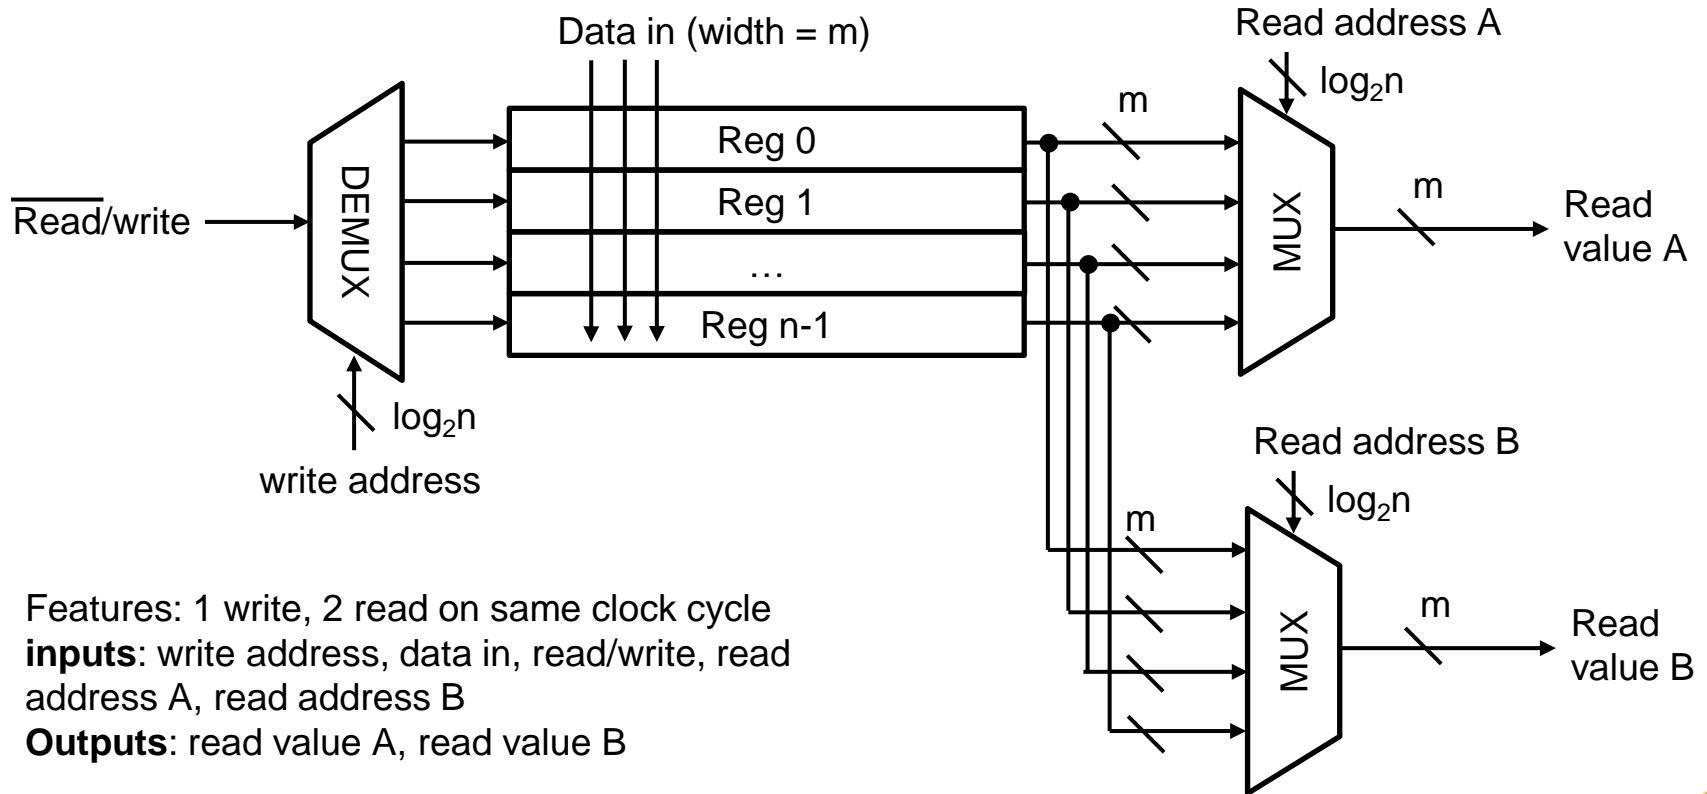 Data in (width = m)
Read address A
log₂n
m
Reg 0
Reg 1
…
Reg n-1
DEMUX
MUX
Read/write
m
Read
value A
log₂n
write address
Read address B
log₂n
m
MUX
m
Read
value B
Features: 1 write, 2 read on same clock cycle
inputs: write address, data in, read/write, read
address A, read address B
Outputs: read value A, read value B